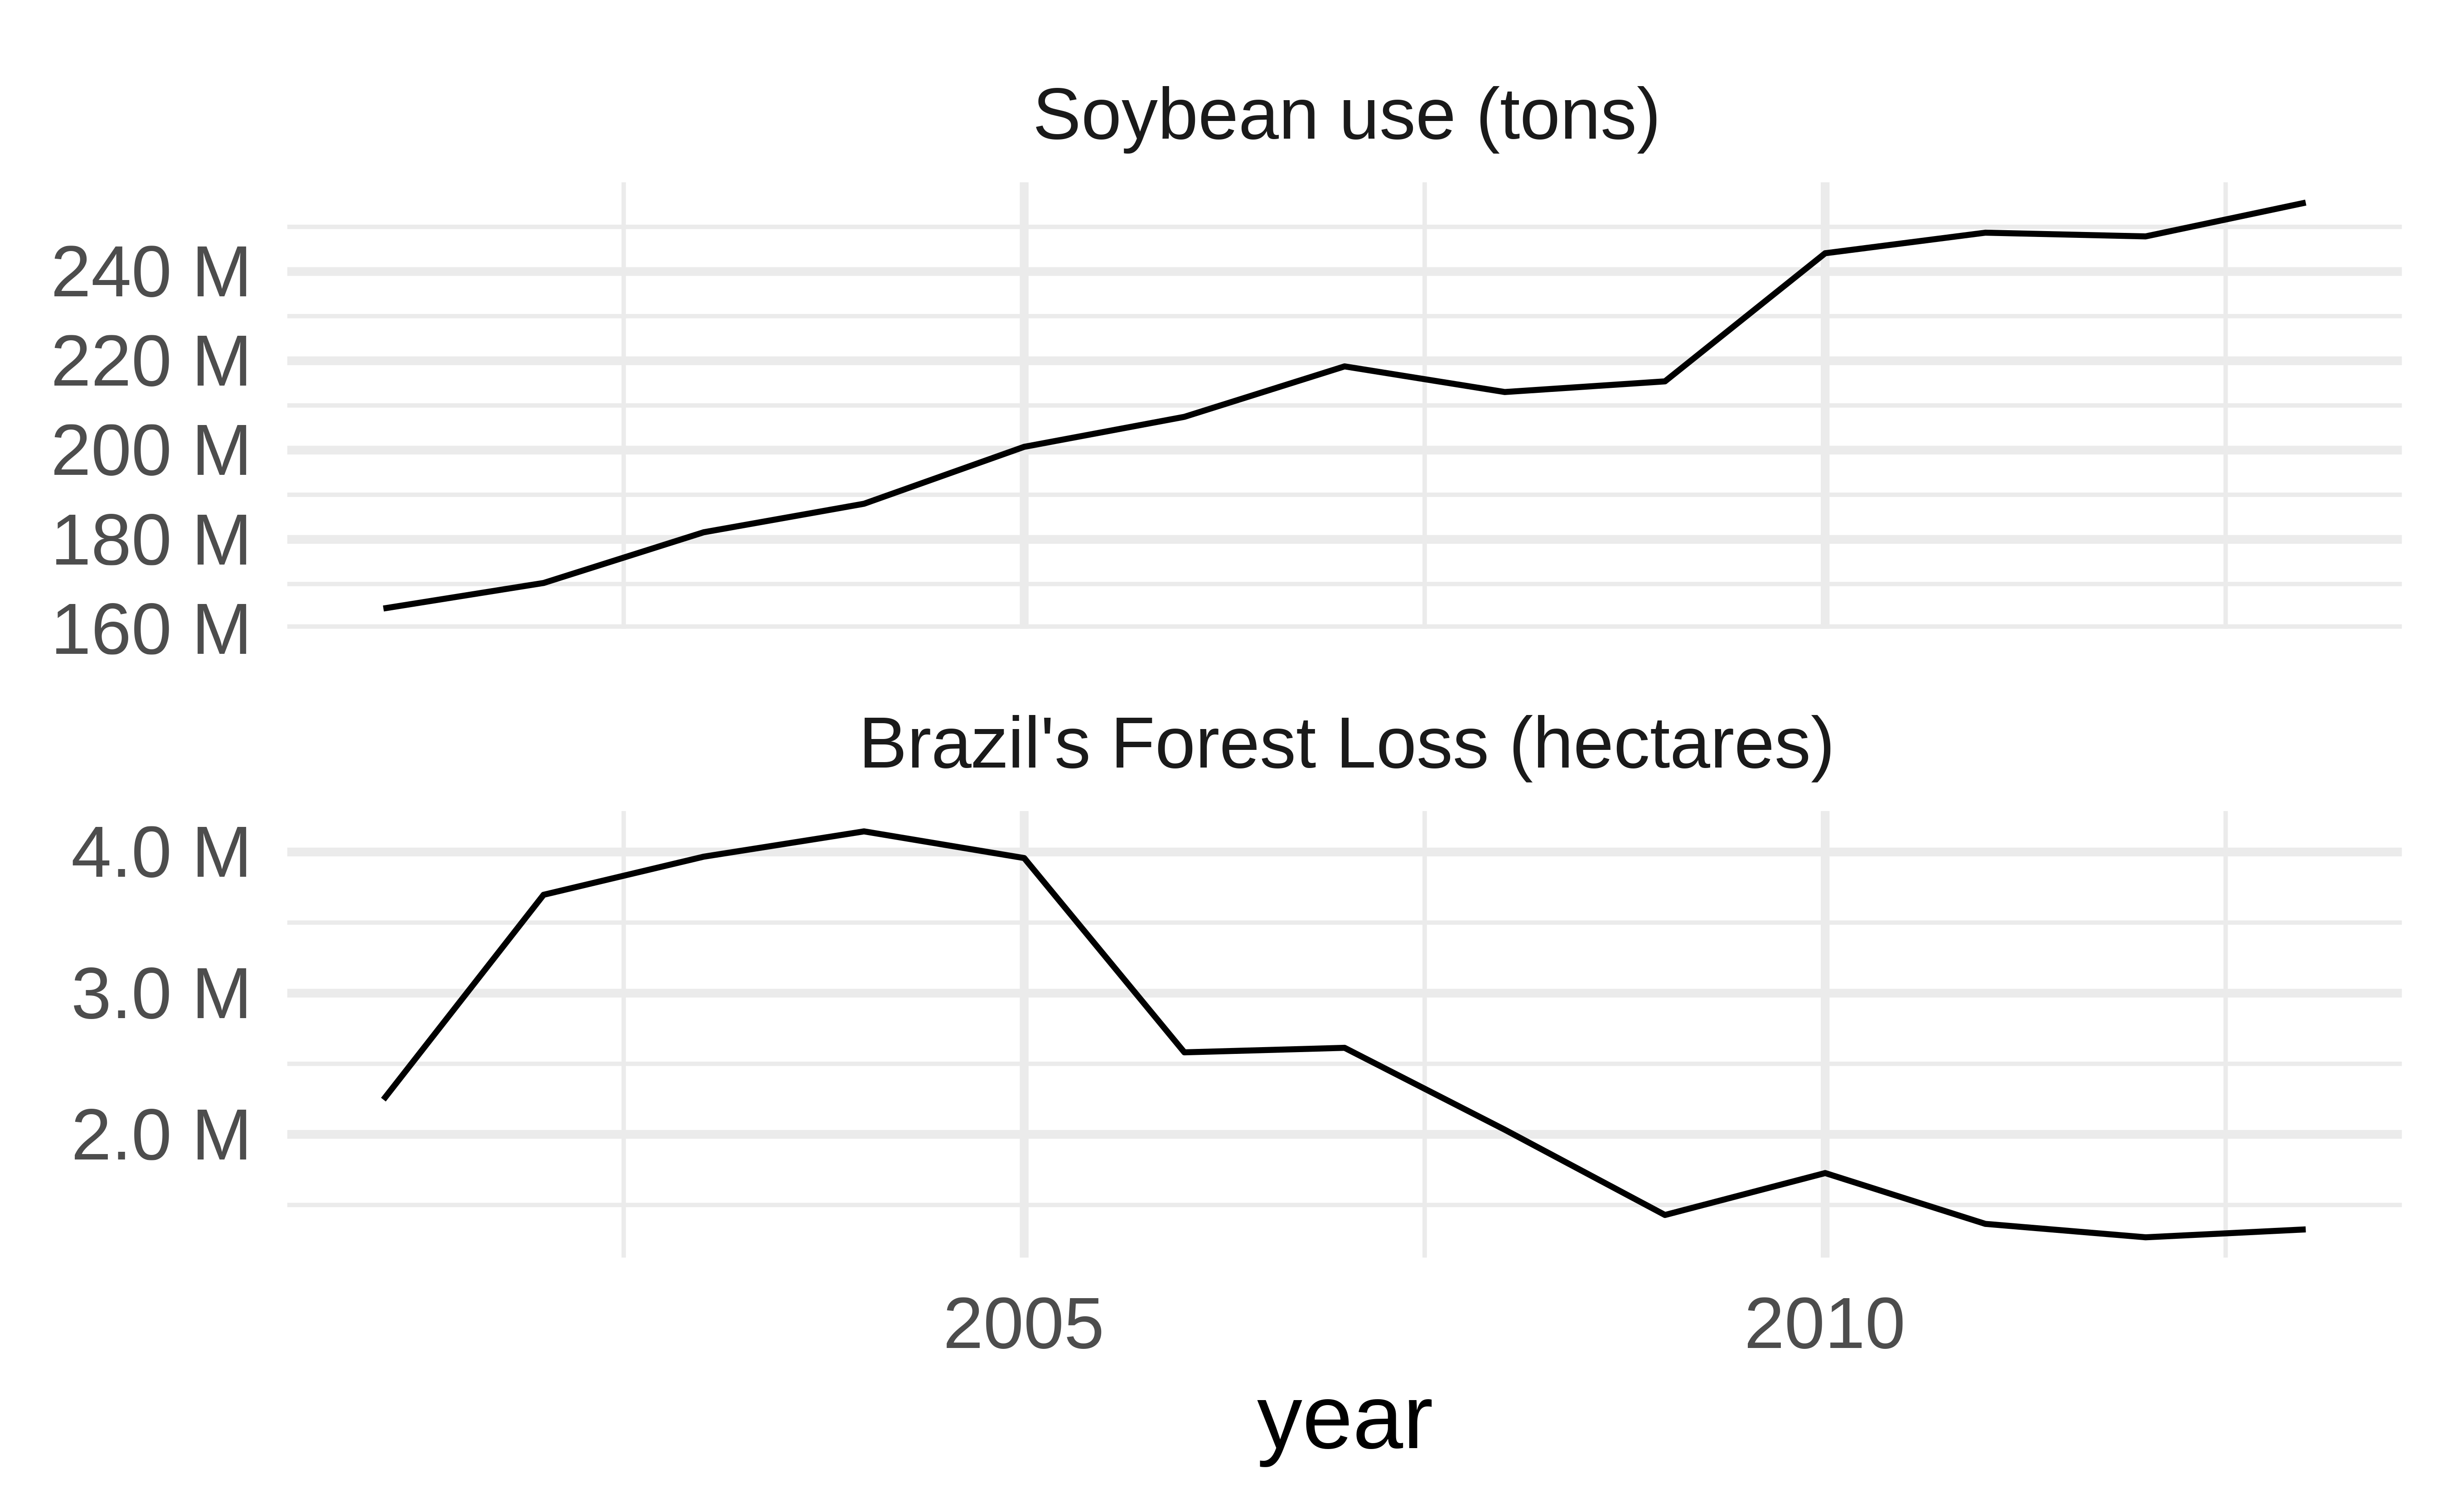 Soybean use (tons)
240 M
220 M
200 M
180 M
160 M
Brazil's Forest Loss (hectares)
4.0 M
3.0 M
2.0 M
2005 2010
year